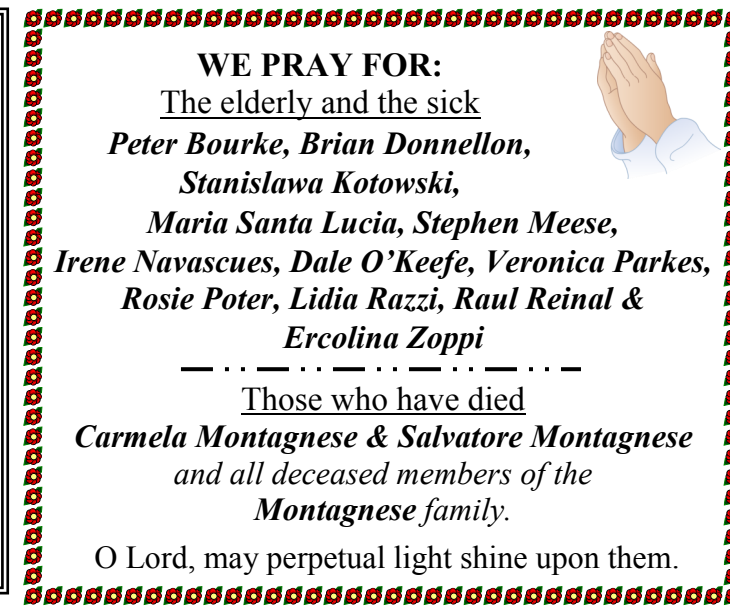 WE PRAY FOR:
The elderly and the sick
Peter Bourke, Brian Donnellon,
Stanislawa Kotowski,
Maria Santa Lucia, Stephen Meese,
Irene Navascues, Dale O’Keefe, Veronica Parkes,
Rosie Poter, Lidia Razzi, Raul Reinal &
Ercolina Zoppi
Those who have died
Carmela Montagnese & Salvatore Montagnese
and all deceased members of the
Montagnese family.
O Lord, may perpetual light shine upon them.